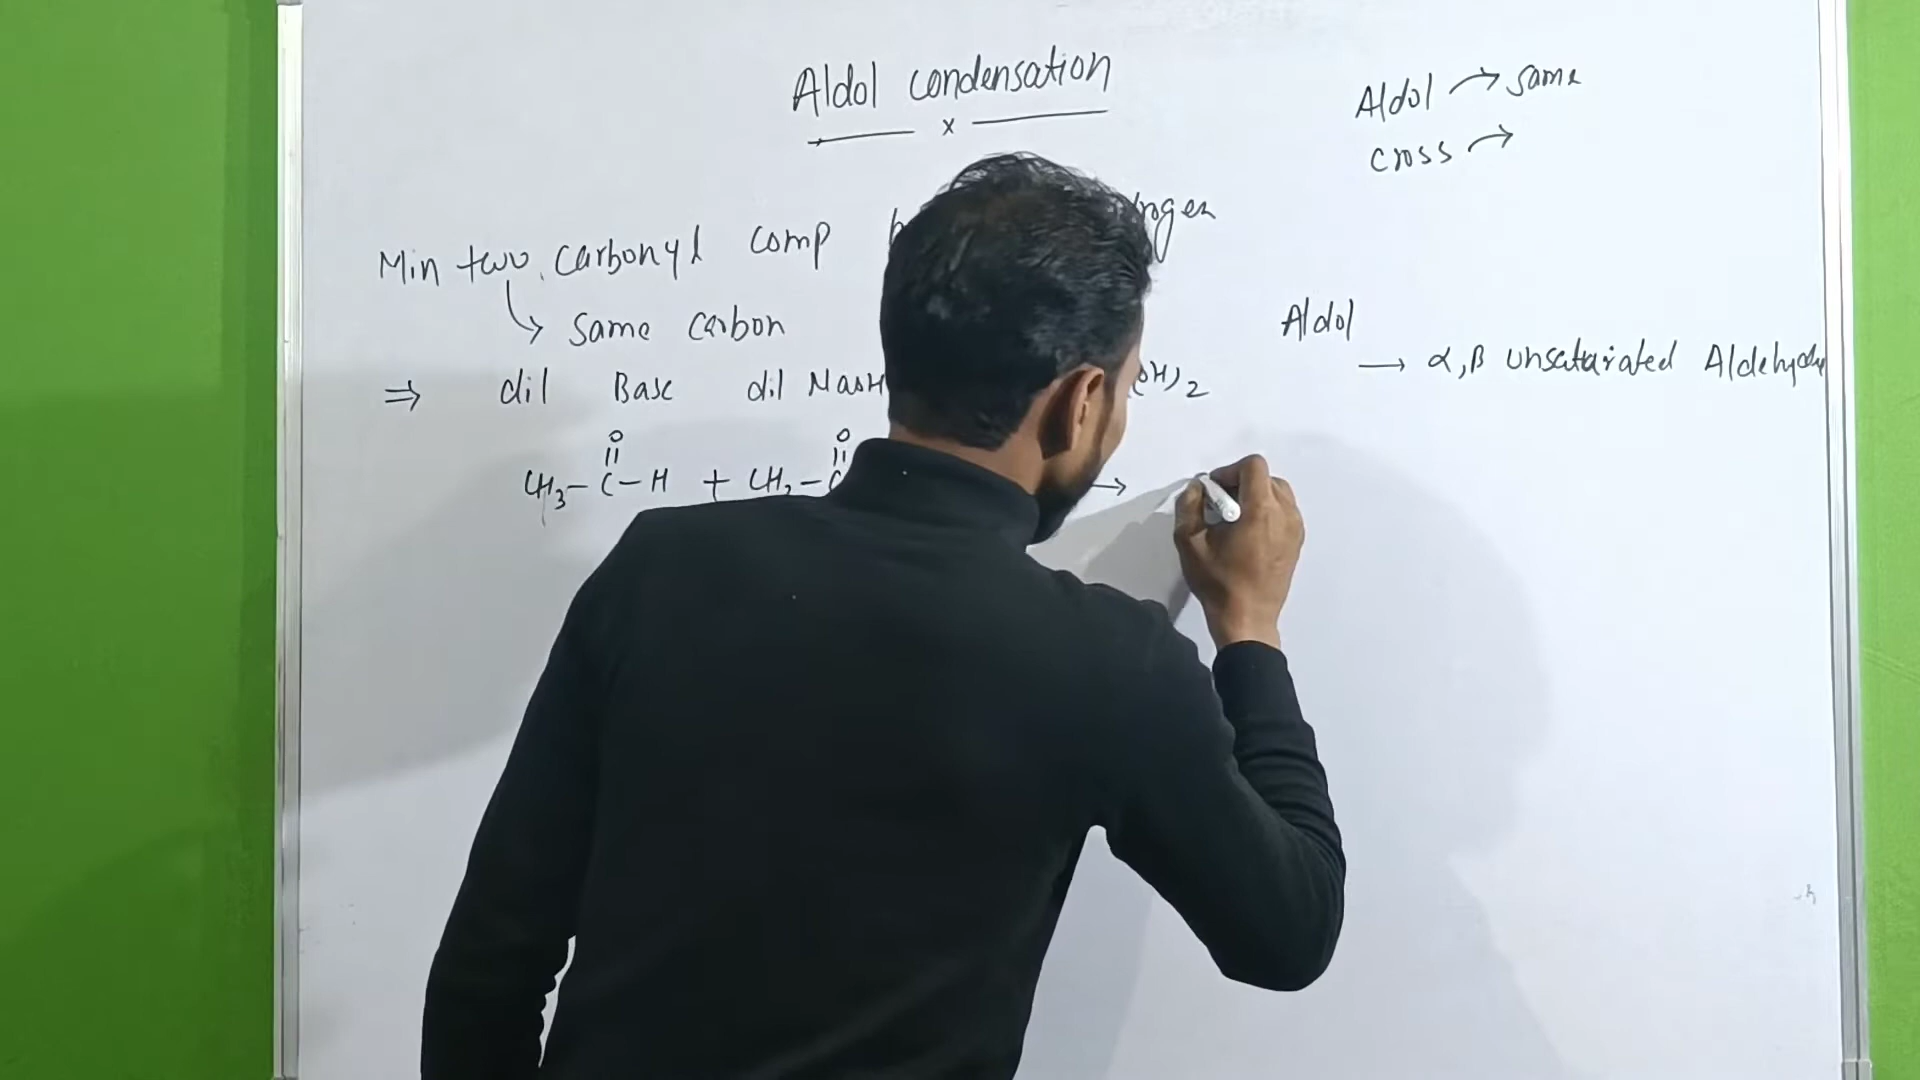 Aldol condensation
x
Aldol → same
cross →
Min two carbonyl comp
↳ same carbon
⇒ dil Base dil NaOH (OH)2
Aldol
→ α,β unsatairated Aldehyde
O O
|| ||
CH3-C-H + CH3-C →